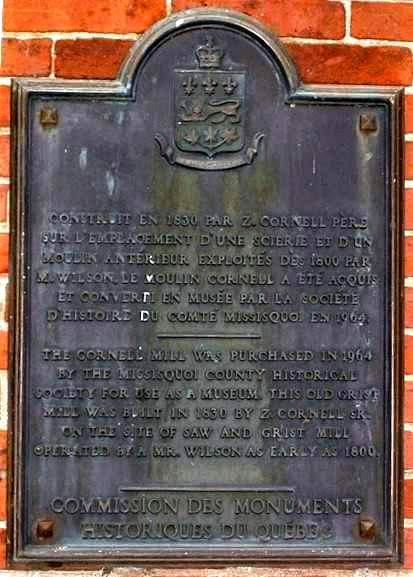 CONSTRUIT EN 1830 PAR Z. CORNELL PÈRE
SUR L'EMPLACEMENT D'UNE SCIERIE ET D'UN
MOULIN ANTÉRIEUR EXPLOITÉS DÈS 1800 PAR
M. WILSON, LE MOULIN CORNELL A ÉTÉ ACQUIS
ET CONVERTI EN MUSÉE PAR LA SOCIÉTÉ
D'HISTOIRE DU COMTÉ MISSISQUOI EN 1964.
THE CORNELL MILL WAS PURCHASED IN 1964
BY THE MISSISQUOI COUNTY HISTORICAL
SOCIETY FOR USE AS A MUSEUM. THIS OLD GRIST
MILL WAS BUILT IN 1830 BY Z. CORNELL SR.
ON THE SITE OF SAW AND GRIST MILL
OPERATED BY A MR. WILSON AS EARLY AS 1800.
COMMISSION DES MONUMENTS
HISTORIQUES DU QUÉBEC